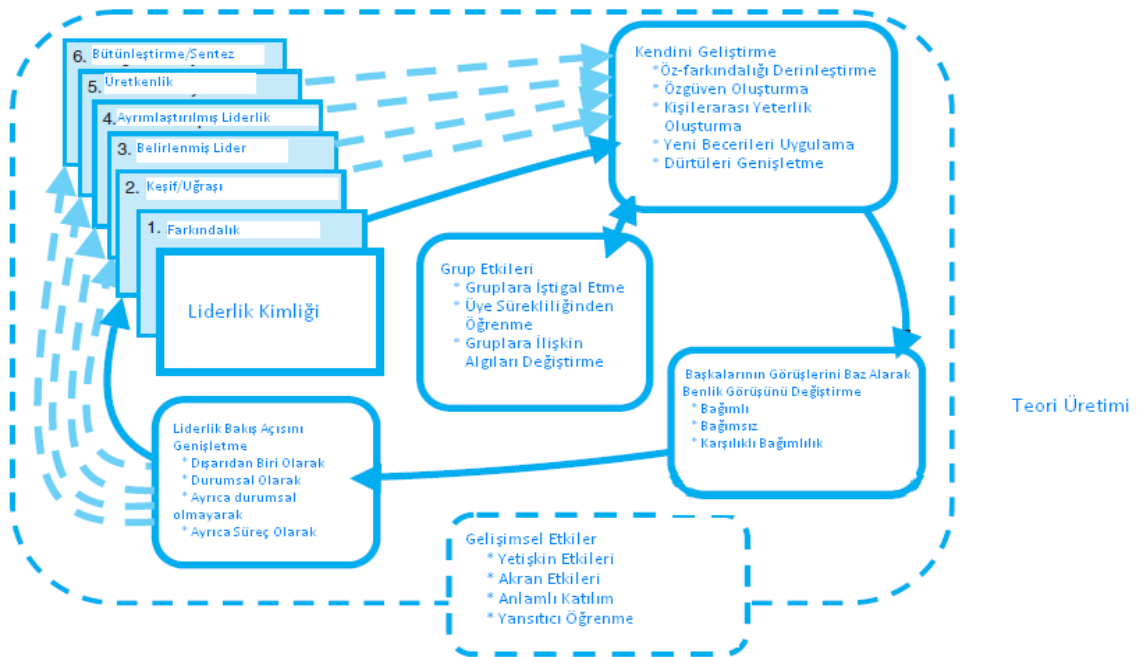 6. Bütünleştirme/Sentez
5. Üretkenlik
4. Ayrımlaştırılmış Liderlik
3. Belirlenmiş Lider
2. Keşif/Uğraşı
1. Farkındalık
Liderlik Kimliği
Kendini Geliştirme
*Öz-farkındalığı Derinleştirme
* Özgüven Oluşturma
* Kişilerarası Yeterlik
Oluşturma
* Yeni Becerileri Uygulama
* Dürtüleri Genişletme
Grup Etkileri
* Gruplara İştigal Etme
* Üye Sürekliliğinden
Öğrenme
* Gruplara İlişkin
Algıları Değiştirme
Başkalarının Görüşlerini Baz Alarak
Benlik Görüşünü Değiştirme
* Bağımlı
* Bağımsız
* Karşılıklı Bağımlılık
Teori Üretimi
Liderlik Bakış Açısını
Genişletme
* Dışarıdan Biri Olarak
* Durumsal Olarak
* Ayrıca durumsal
olmayarak
* Ayrıca Süreç Olarak
Gelişimsel Etkiler
* Yetişkin Etkileri
* Akran Etkileri
* Anlamlı Katılım
* Yansıtıcı Öğrenme